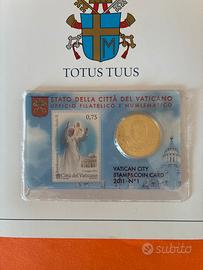 TOTUS TUUS
STATO DELLA CITTÀ DEL VATICANO
UFFICIO FILATELICO E NUMISMATICO
0,75
Città del Vaticano
VATICAN CITY
STAMP&COIN CARD
2011 - N° 1
subito